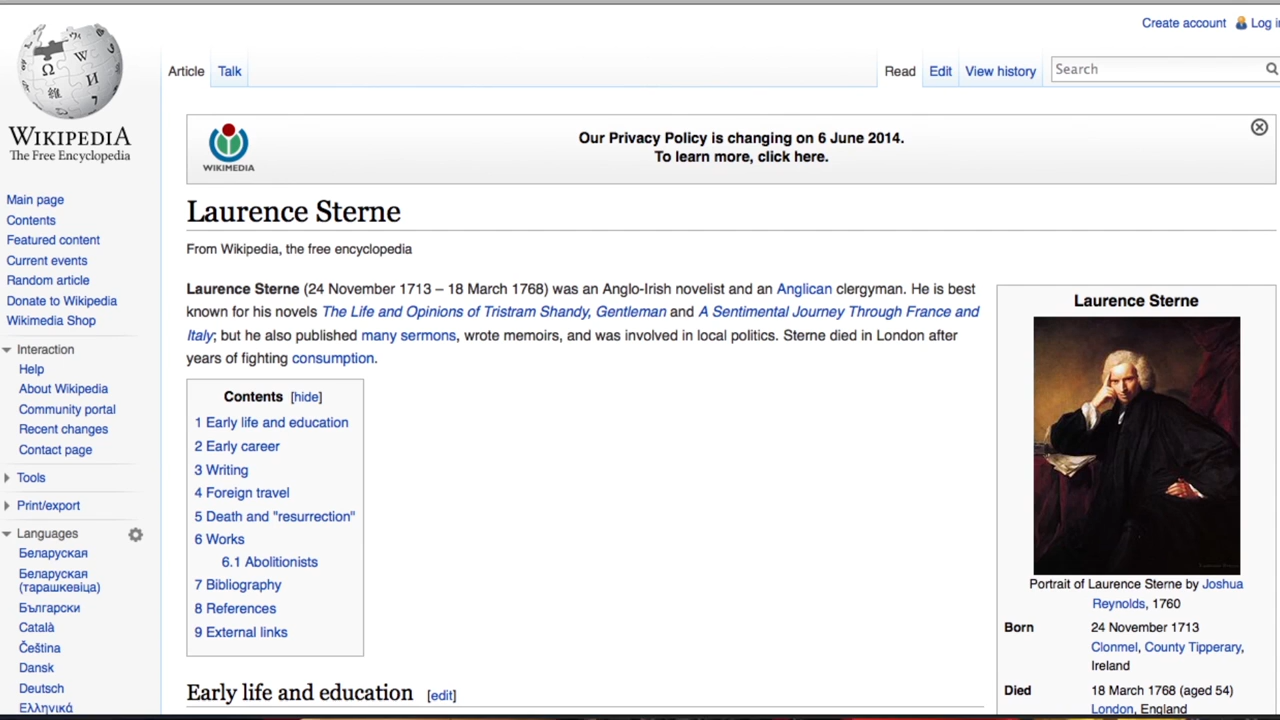 Create account
Log i
Article
Talk
Read
Edit
View history
Search
Ω
W
И
維
7
WIKIPEDIA
The Free Encyclopedia
WIKIMEDIA
Our Privacy Policy is changing on 6 June 2014.
To learn more, click here.
Main page
Contents
Featured content
Current events
Random article
Donate to Wikipedia
Wikimedia Shop
Interaction
Help
About Wikipedia
Community portal
Recent changes
Contact page
Tools
Print/export
Languages
Беларуская
Беларуская
(тарашкевіца)
Български
Català
Čeština
Dansk
Deutsch
Ελληνικά
Laurence Sterne
From Wikipedia, the free encyclopedia
Laurence Sterne (24 November 1713 – 18 March 1768) was an Anglo-Irish novelist and an Anglican clergyman. He is best
known for his novels The Life and Opinions of Tristram Shandy, Gentleman and A Sentimental Journey Through France and
Italy; but he also published many sermons, wrote memoirs, and was involved in local politics. Sterne died in London after
years of fighting consumption.
Contents [hide]
1 Early life and education
2 Early career
3 Writing
4 Foreign travel
5 Death and "resurrection"
6 Works
6.1 Abolitionists
7 Bibliography
8 References
9 External links
Early life and education [edit]
Laurence Sterne
Portrait of Laurence Sterne by Joshua
Reynolds, 1760
Born 24 November 1713
Clonmel, County Tipperary,
Ireland
Died 18 March 1768 (aged 54)
London, England